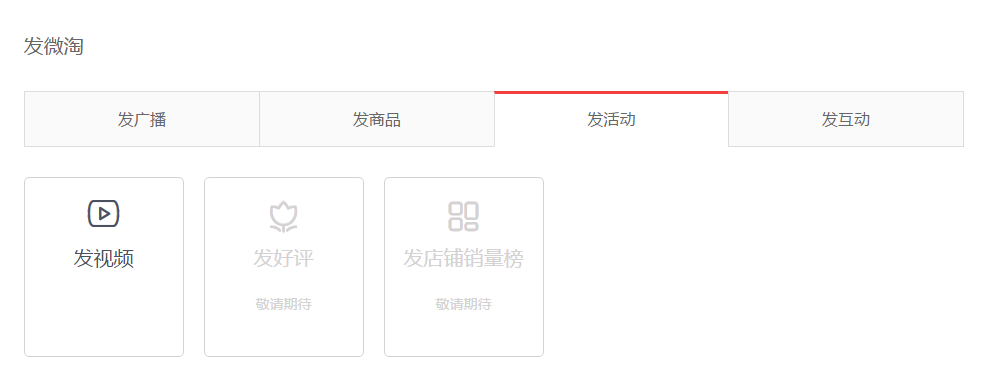 发微淘
发广播
发商品
发活动
发互动
发视频
发好评
敬请期待
发店铺销量榜
敬请期待